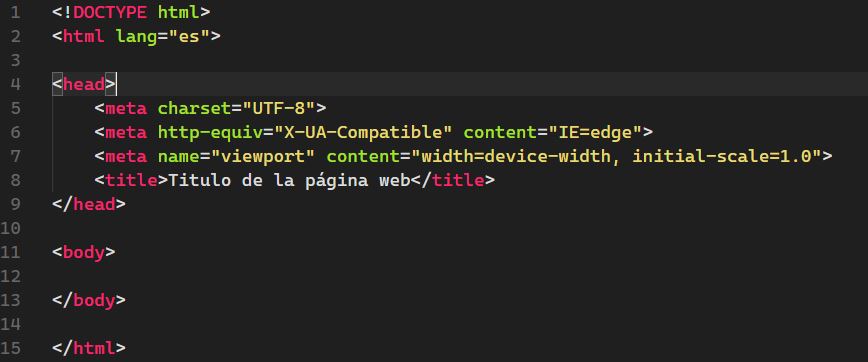 1 <!DOCTYPE html>
2 <html lang="es">
3
4 <head>
5     <meta charset="UTF-8">
6     <meta http-equiv="X-UA-Compatible" content="IE=edge">
7     <meta name="viewport" content="width=device-width, initial-scale=1.0">
8     <title>Titulo de la página web</title>
9 </head>
10
11 <body>
12
13 </body>
14
15 </html>